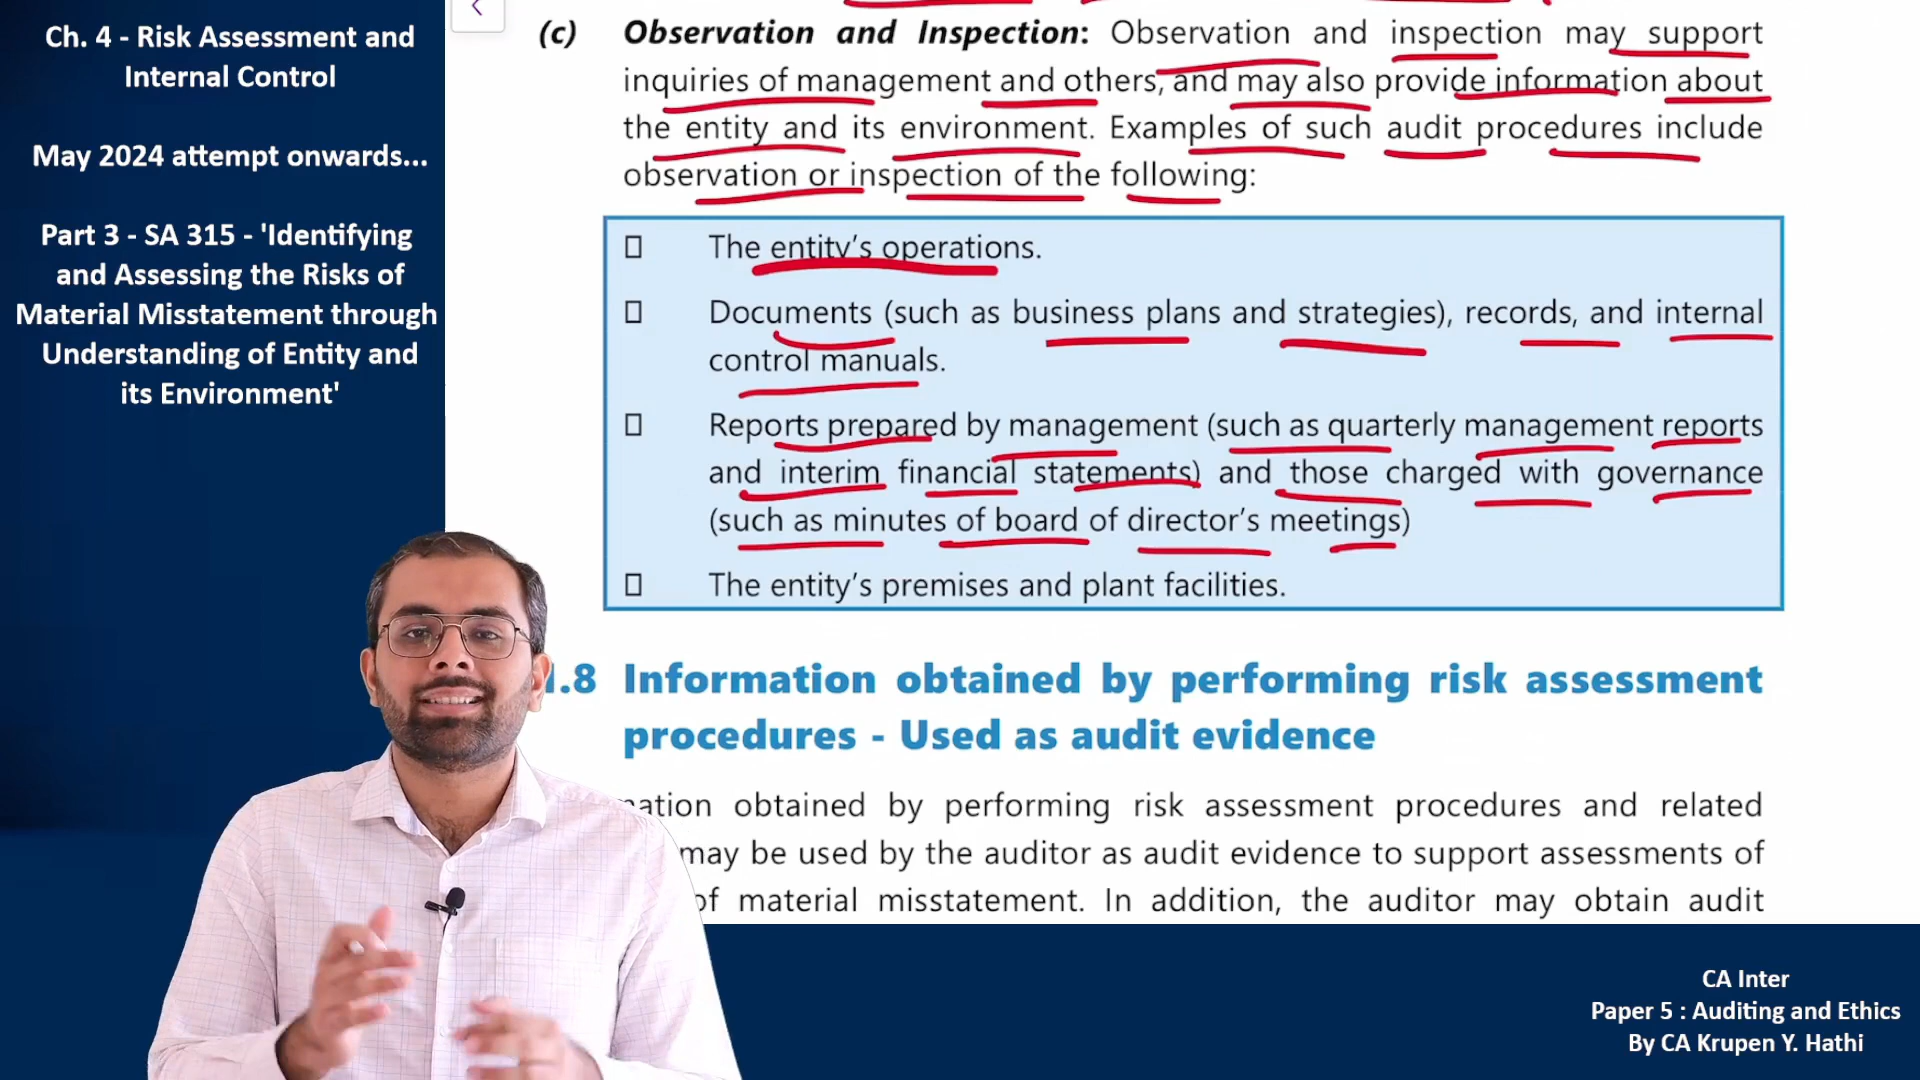 Ch. 4 - Risk Assessment and
Internal Control
May 2024 attempt onwards...
Part 3 - SA 315 - 'Identifying
and Assessing the Risks of
Material Misstatement through
Understanding of Entity and
its Environment'
(c) Observation and Inspection: Observation and inspection may support
inquiries of management and others, and may also provide information about
the entity and its environment. Examples of such audit procedures include
observation or inspection of the following:
The entity’s operations.
Documents (such as business plans and strategies), records, and internal
control manuals.
Reports prepared by management (such as quarterly management reports
and interim financial statements) and those charged with governance
(such as minutes of board of director’s meetings)
The entity’s premises and plant facilities.
.8 Information obtained by performing risk assessment
procedures - Used as audit evidence
obtained by performing risk assessment procedures and related
may be used by the auditor as audit evidence to support assessments of
of material misstatement. In addition, the auditor may obtain audit
CA Inter
Paper 5 : Auditing and Ethics
By CA Krupen Y. Hathi